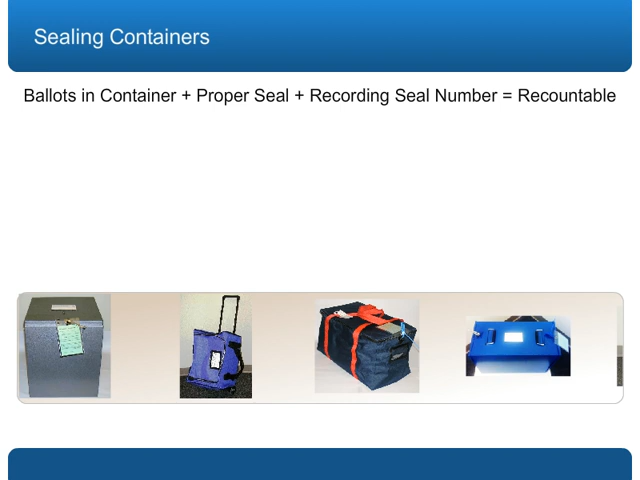 Sealing Containers
Ballots in Container + Proper Seal + Recording Seal Number = Recountable